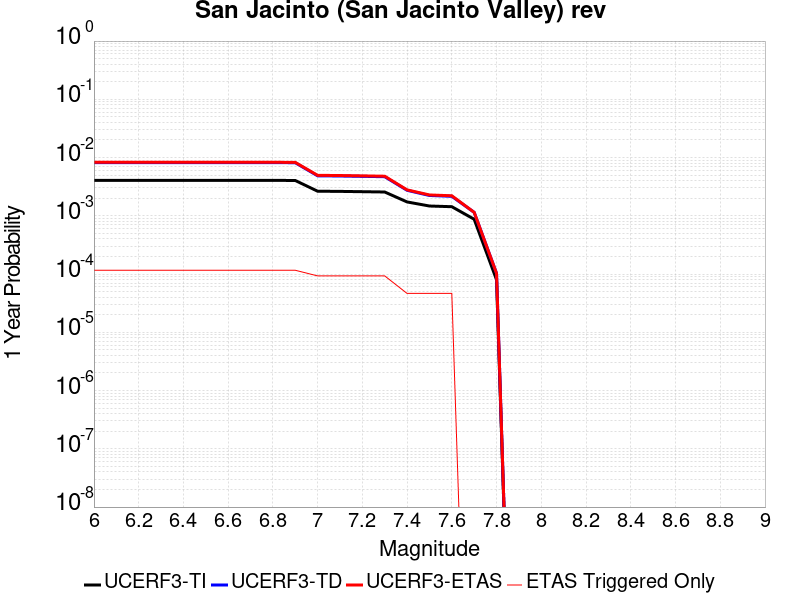 San Jacinto (San Jacinto Valley) rev
10^0
10^-1
10^-2
10^-3
10^-4
10^-5
10^-6
10^-7
10^-8
1 Year Probability
6 6.2 6.4 6.6 6.8 7 7.2 7.4 7.6 7.8 8 8.2 8.4 8.6 8.8 9
Magnitude
UCERF3-TI UCERF3-TD UCERF3-ETAS ETAS Triggered Only